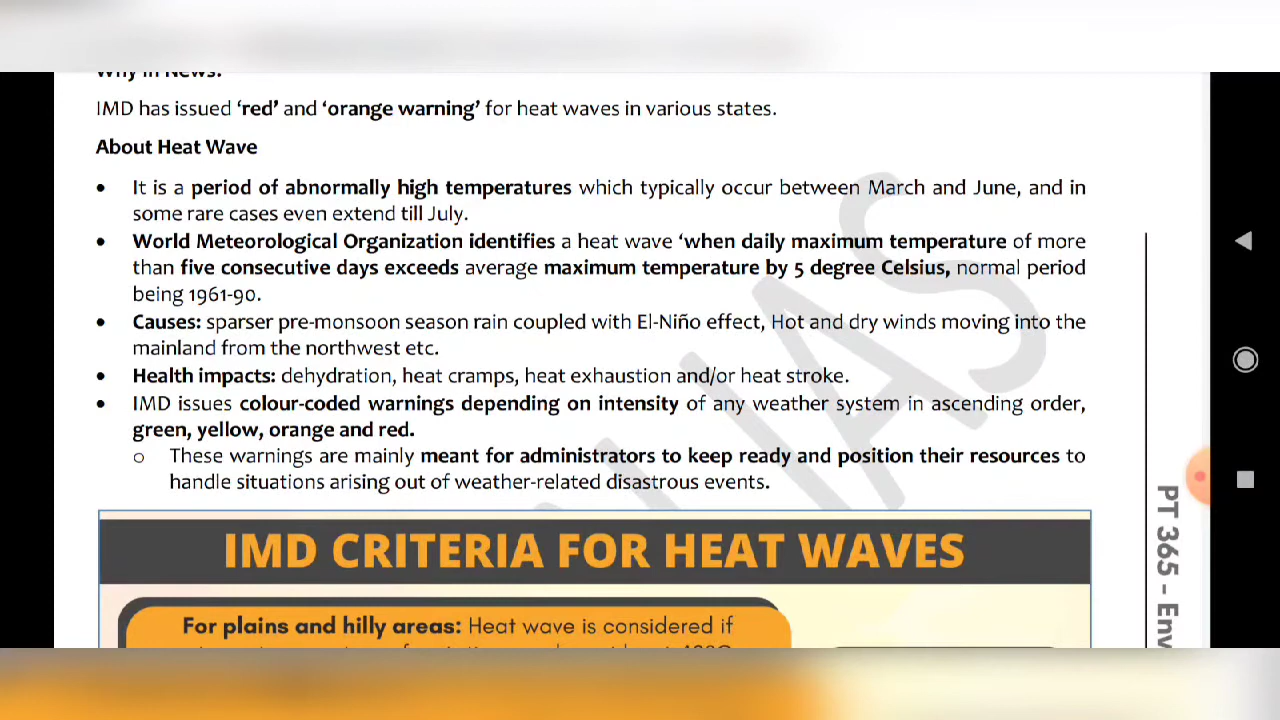 Why in News?
IMD has issued ‘red’ and ‘orange warning’ for heat waves in various states.
About Heat Wave
• It is a period of abnormally high temperatures which typically occur between March and June, and in
some rare cases even extend till July.
• World Meteorological Organization identifies a heat wave ‘when daily maximum temperature of more
than five consecutive days exceeds average maximum temperature by 5 degree Celsius, normal period
being 1961-90.
• Causes: sparser pre-monsoon season rain coupled with El-Niño effect, Hot and dry winds moving into the
mainland from the northwest etc.
• Health impacts: dehydration, heat cramps, heat exhaustion and/or heat stroke.
• IMD issues colour-coded warnings depending on intensity of any weather system in ascending order,
green, yellow, orange and red.
o These warnings are mainly meant for administrators to keep ready and position their resources to
handle situations arising out of weather-related disastrous events.
IMD CRITERIA FOR HEAT WAVES
For plains and hilly areas: Heat wave is considered if
PT 365 – Env
IAS